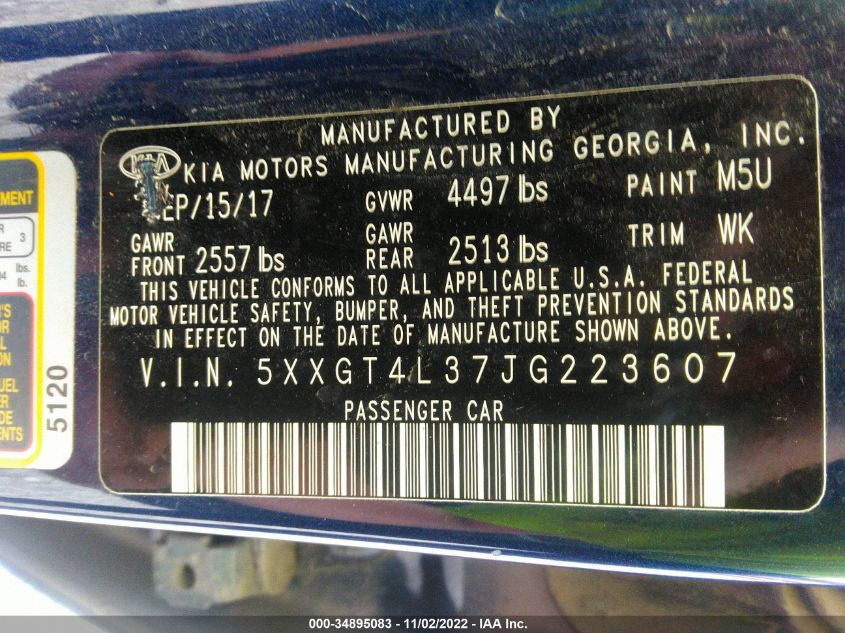 KIA
MANUFACTURED BY
KIA MOTORS MANUFACTURING GEORGIA, INC.
EP/15/17 GVWR 4497 lbs PAINT M5U
GAWR FRONT 2557 lbs GAWR REAR 2513 lbs TRIM WK
THIS VEHICLE CONFORMS TO ALL APPLICABLE U.S.A. FEDERAL
MOTOR VEHICLE SAFETY, BUMPER, AND THEFT PREVENTION STANDARDS
IN EFFECT ON THE DATE OF MANUFACTURE SHOWN ABOVE.
V.I.N. 5XXGT4L37JG223607
PASSENGER CAR
5120
000-34895083 - 11/02/2022 - IAA Inc.